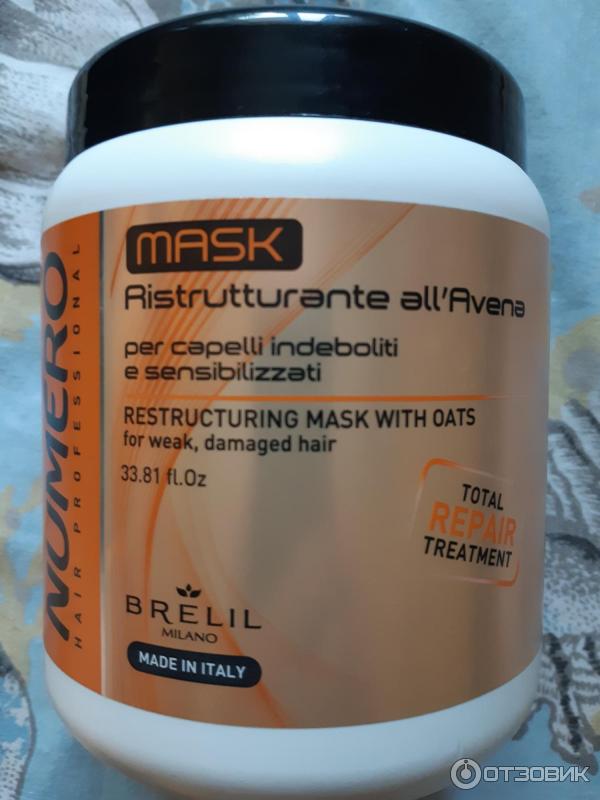 MASK
Ristrutturante all'Avena
per capelli indeboliti
e sensibilizzati
RESTRUCTURING MASK WITH OATS
for weak, damaged hair
33.81 fl.Oz
TOTAL
REPAIR
TREATMENT
NUMERO
HAIR PROFESSIONAL
BRELIL
MILANO
MADE IN ITALY
ОТЗОВИК